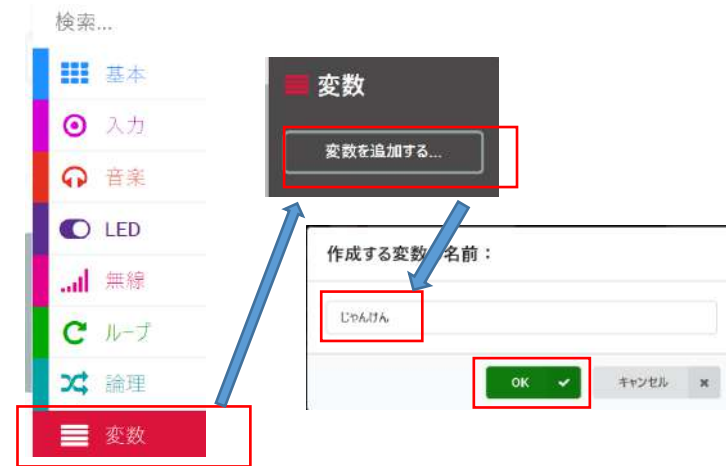 検索...
基本
入力
音楽
LED
無線
ループ
論理
変数
変数
変数を追加する...
作成する変数 名前：
じゃんけん
OK
キャンセル